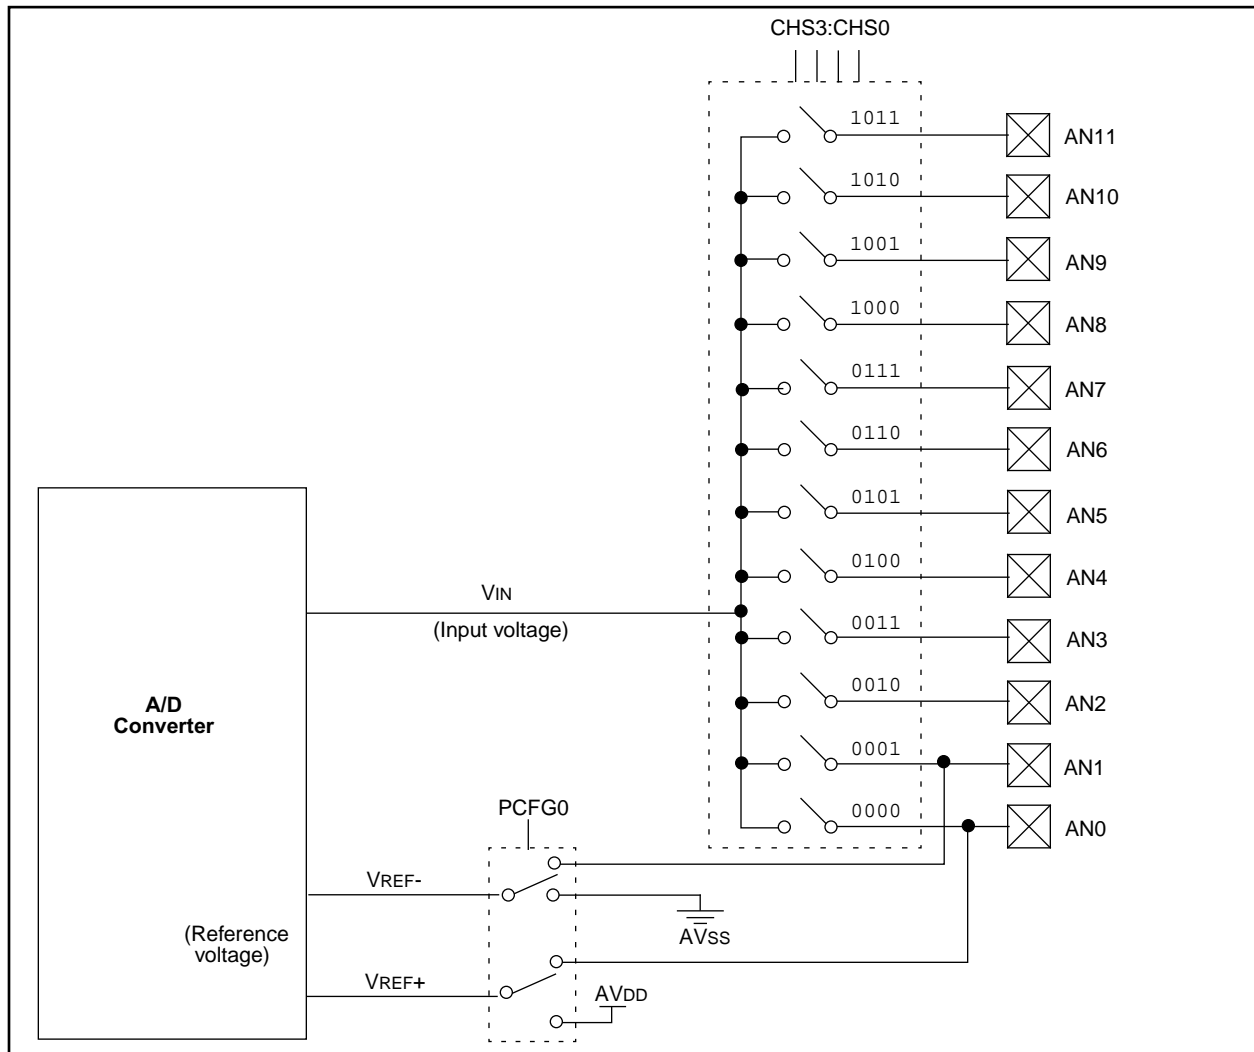 CHS3:CHS0
1011
AN11
1010
AN10
1001
AN9
1000
AN8
0111
AN7
0110
AN6
0101
AN5
0100
AN4
VIN
(Input voltage)
0011
AN3
0010
AN2
A/D
Converter
0001
AN1
PCFG0
0000
AN0
VREF-
AVSS
(Reference
voltage)
VREF+
AVDD